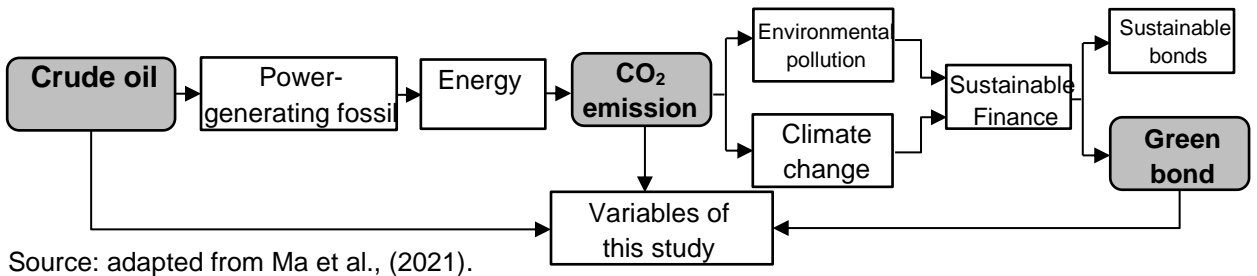 Crude oil
Power-
generating fossil
Energy
CO₂
emission
Environmental
pollution
Climate
change
Sustainable
Finance
Sustainable
bonds
Green
bond
Variables of
this study
Source: adapted from Ma et al., (2021).